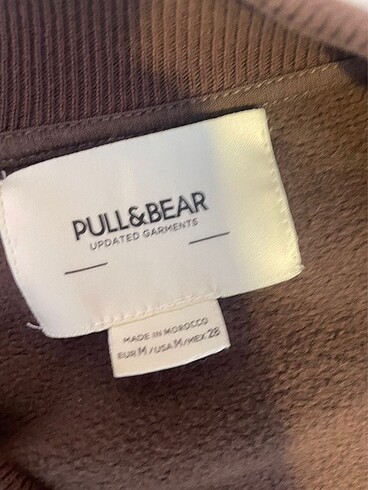 PULL&BEAR
UPDATED GARMENTS
MADE IN MOROCCO
EUR M/USA M/MEX 28